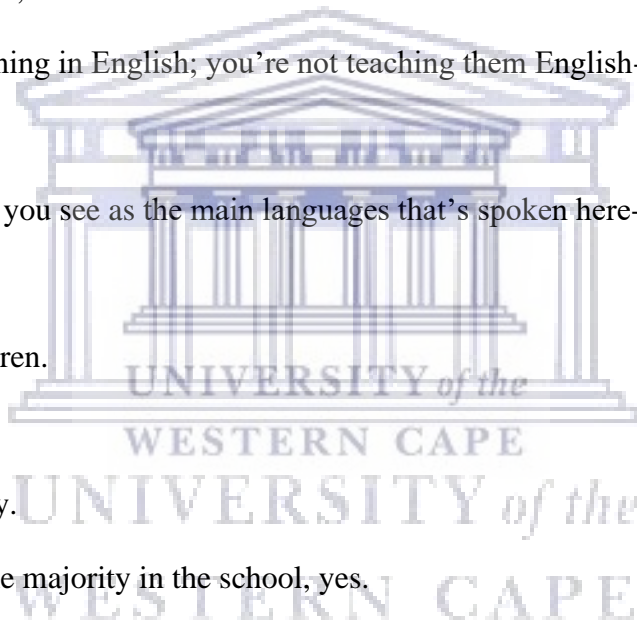 ning in English; you're not teaching them English-
you see as the main languages that's spoken here-
ren.
UNIVERSITY of the
WESTERN CAPE
y.
UNIVERSITY of the
e majority in the school, yes.
WESTERN CAPE